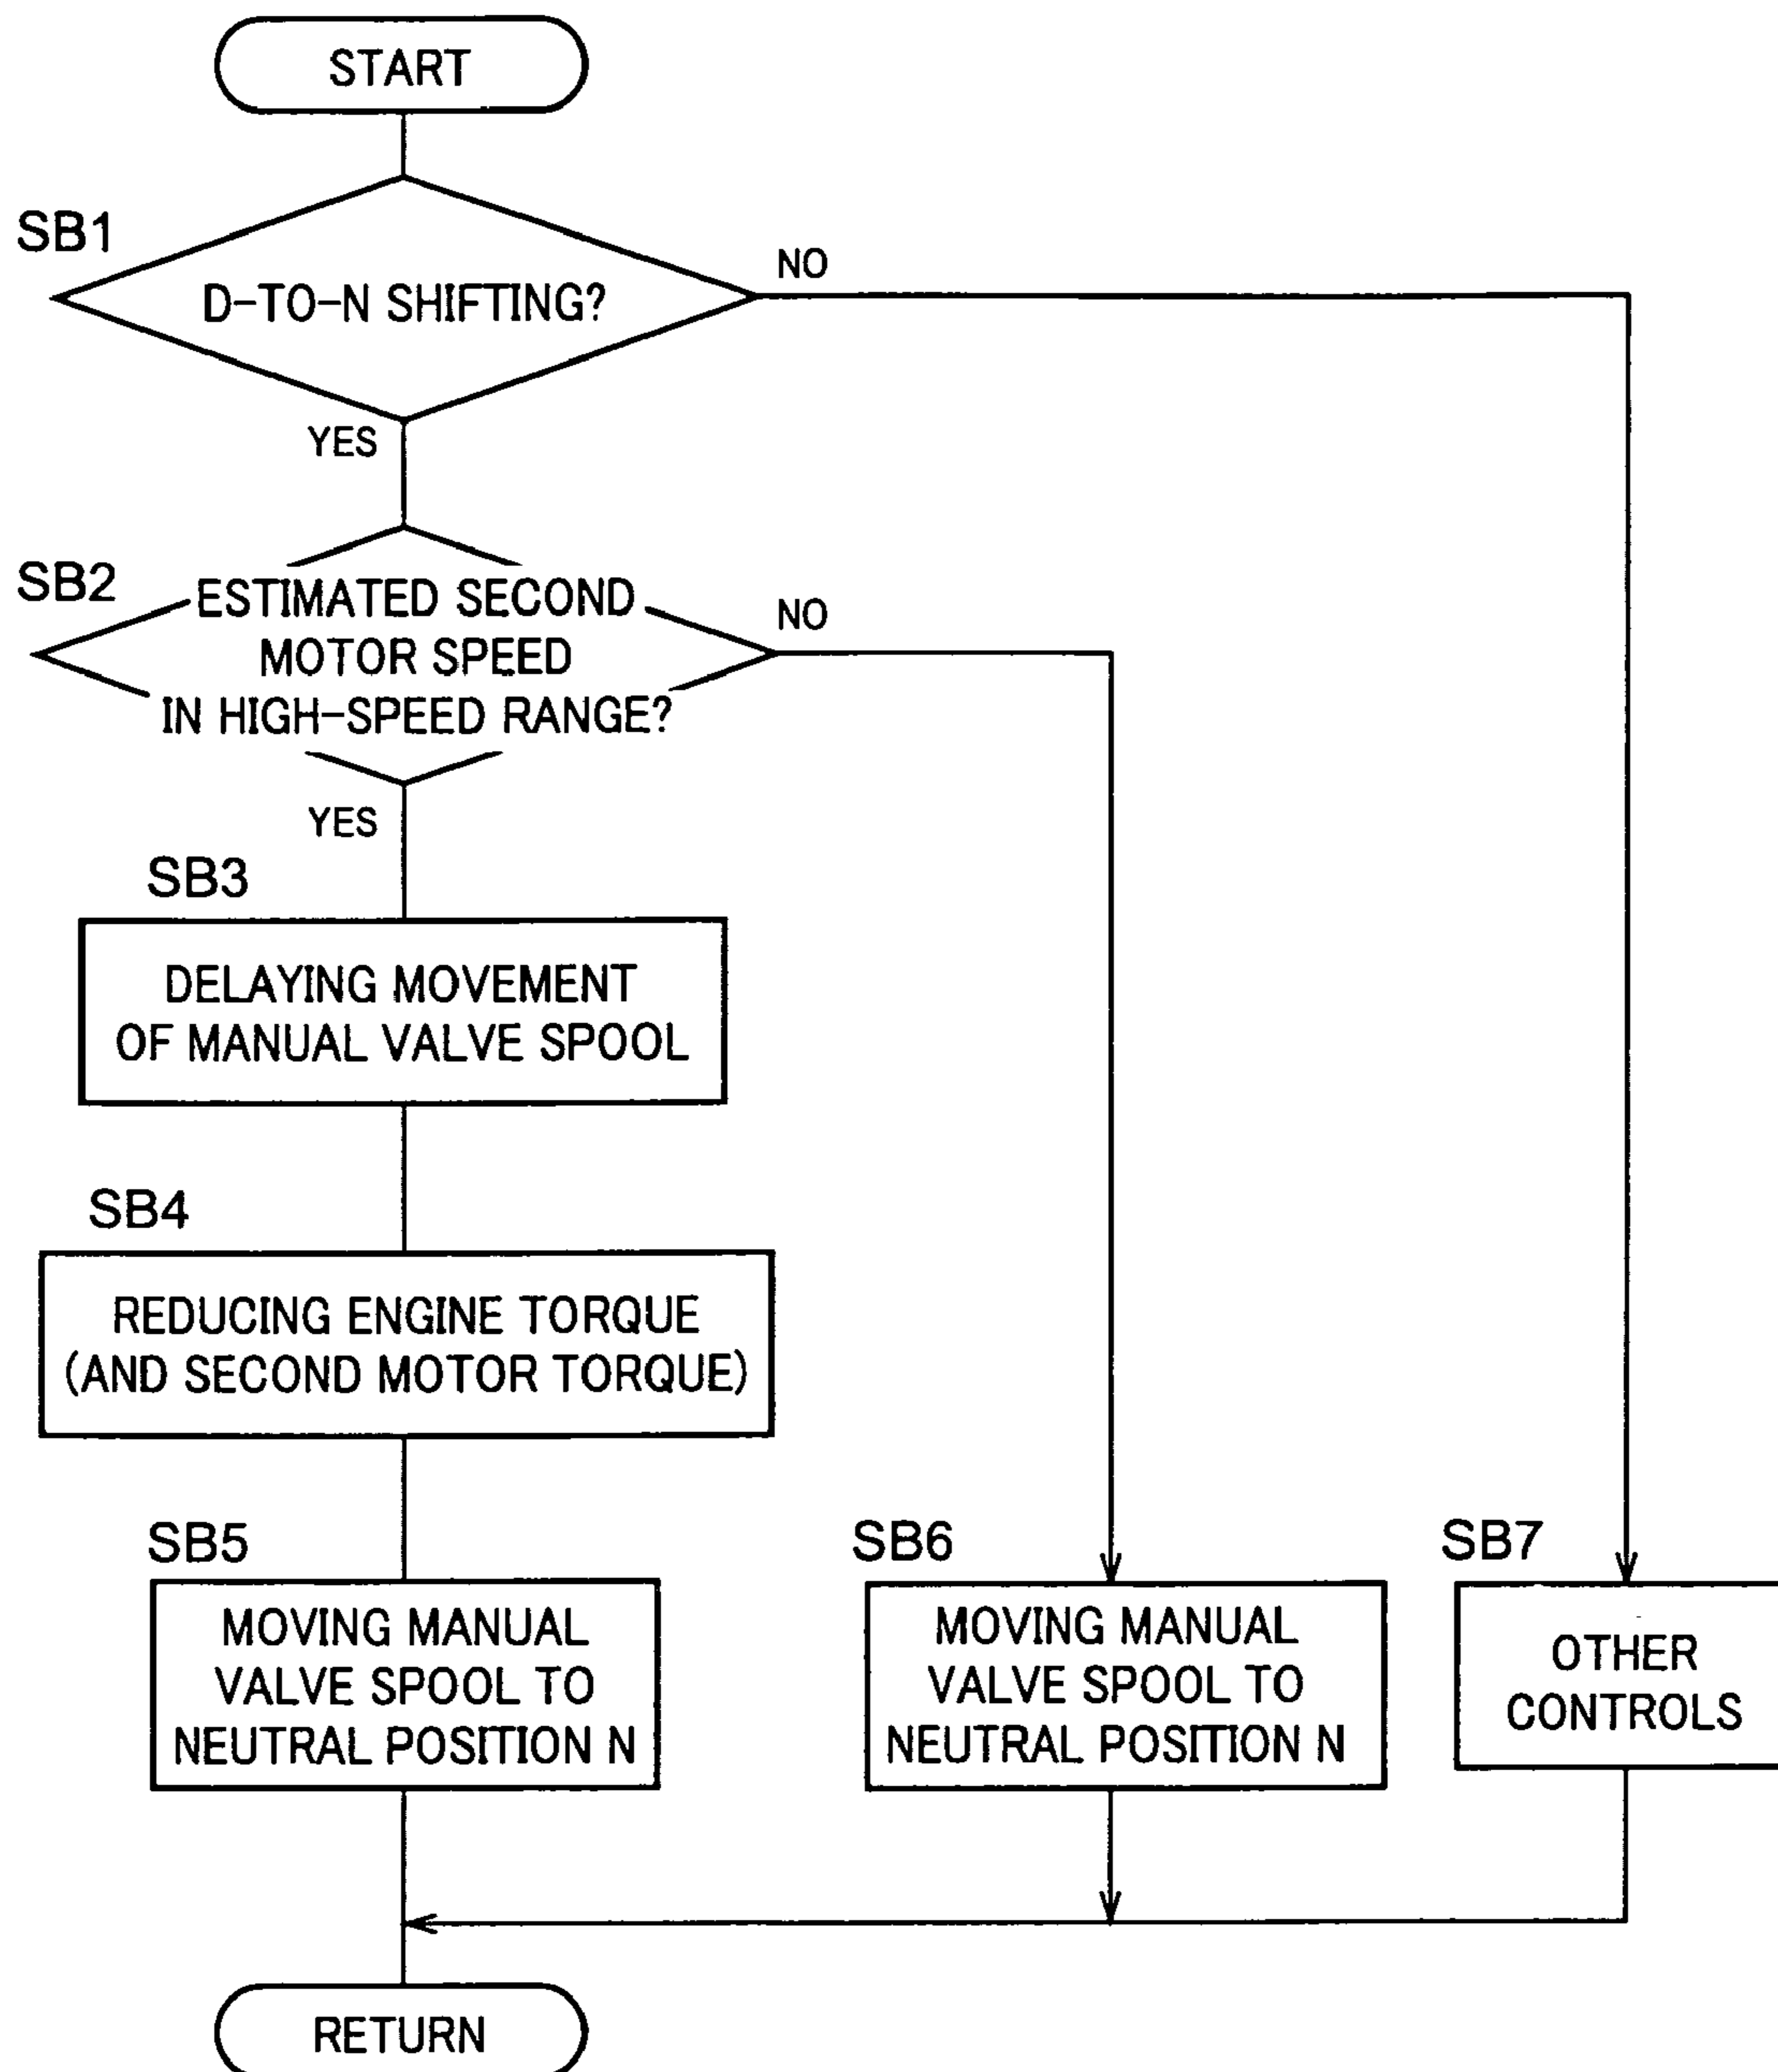 START
SB1
D-TO-N SHIFTING?
NO
YES
SB2
ESTIMATED SECOND
MOTOR SPEED
IN HIGH-SPEED RANGE?
NO
YES
SB3
DELAYING MOVEMENT
OF MANUAL VALVE SPOOL
SB4
REDUCING ENGINE TORQUE
(AND SECOND MOTOR TORQUE)
SB5
MOVING MANUAL
VALVE SPOOL TO
NEUTRAL POSITION N
SB6
MOVING MANUAL
VALVE SPOOL TO
NEUTRAL POSITION N
SB7
OTHER
CONTROLS
RETURN